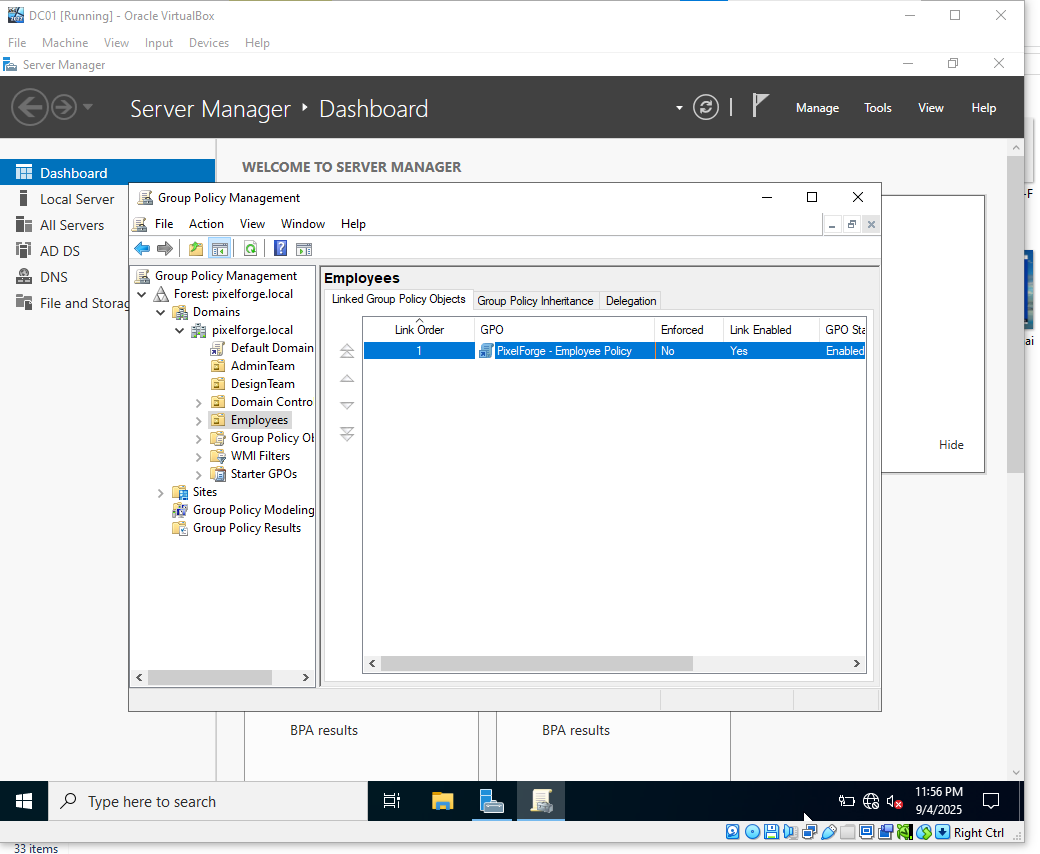 DC01 [Running] - Oracle VirtualBox
File Machine View Input Devices Help
Server Manager
Server Manager Dashboard
Manage Tools View Help
WELCOME TO SERVER MANAGER
Dashboard
Local Server
All Servers
AD DS
DNS
File and Storag
Group Policy Management
File Action View Window Help
Group Policy Management
Forest: pixelforge.local
Domains
pixelforge.local
Default Domain
AdminTeam
DesignTeam
Domain Contro
Employees
Group Policy Ob
WMI Filters
Starter GPOs
Sites
Group Policy Modeling
Group Policy Results
Employees
Linked Group Policy Objects Group Policy Inheritance Delegation
Link Order GPO Enforced Link Enabled GPO Sta
1 PixelForge - Employee Policy No Yes Enabled
-F
ai
Hide
BPA results BPA results
Type here to search
11:56 PM
9/4/2025
Right Ctrl
33 items